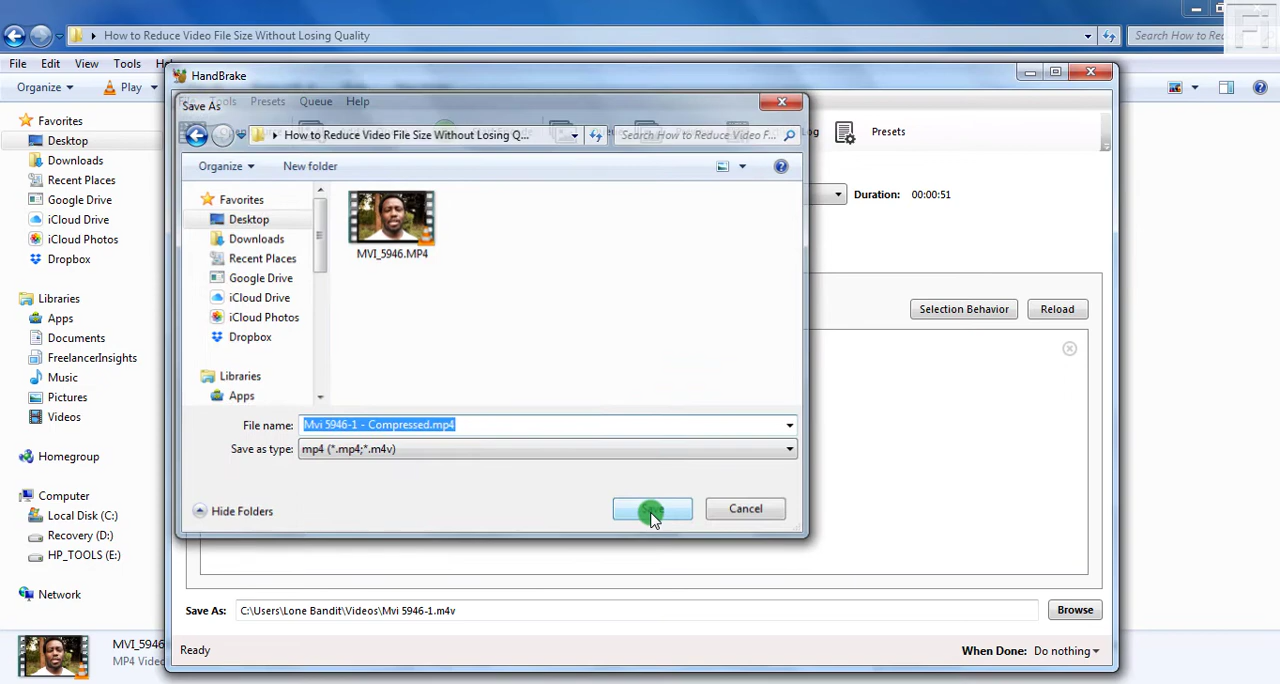 How to Reduce Video File Size Without Losing Quality
Search How to Rec
File Edit View Tools
Organize
Play
Favorites
Desktop
Downloads
Recent Places
Google Drive
iCloud Drive
iCloud Photos
Dropbox
Libraries
Apps
Documents
FreelancerInsights
Music
Pictures
Videos
Homegroup
Computer
Local Disk (C:)
Recovery (D:)
HP_TOOLS (E:)
Network
MVI_5946
MP4 Video
HandBrake
Tools Presets Queue Help
Presets
Duration: 00:00:51
Selection Behavior
Reload
Save As: C:\Users\Lone Bandit\Videos\Mvi 5946-1.m4v
Browse
Ready
When Done: Do nothing
Save As
How to Reduce Video File Size Without Losing Q...
Search How to Reduce Video F...
Organize
New folder
Favorites
Desktop
Downloads
Recent Places
Google Drive
iCloud Drive
iCloud Photos
Dropbox
Libraries
Apps
MVI_5946.MP4
File name: Mvi 5946-1 - Compressed.mp4
Save as type: mp4 (*.mp4;*.m4v)
Hide Folders
Save
Cancel